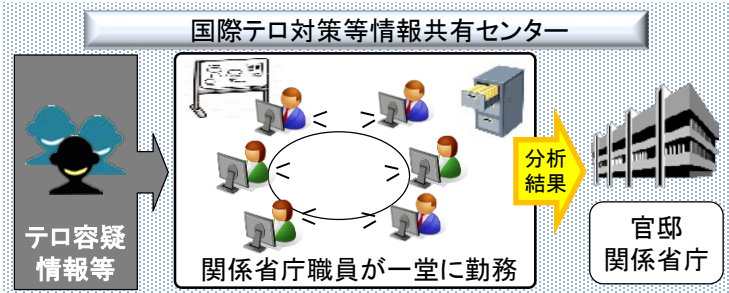 国際テロ対策等情報共有センター
テロ容疑
情報等
関係省庁職員が一堂に勤務
分析
結果
官邸
関係省庁